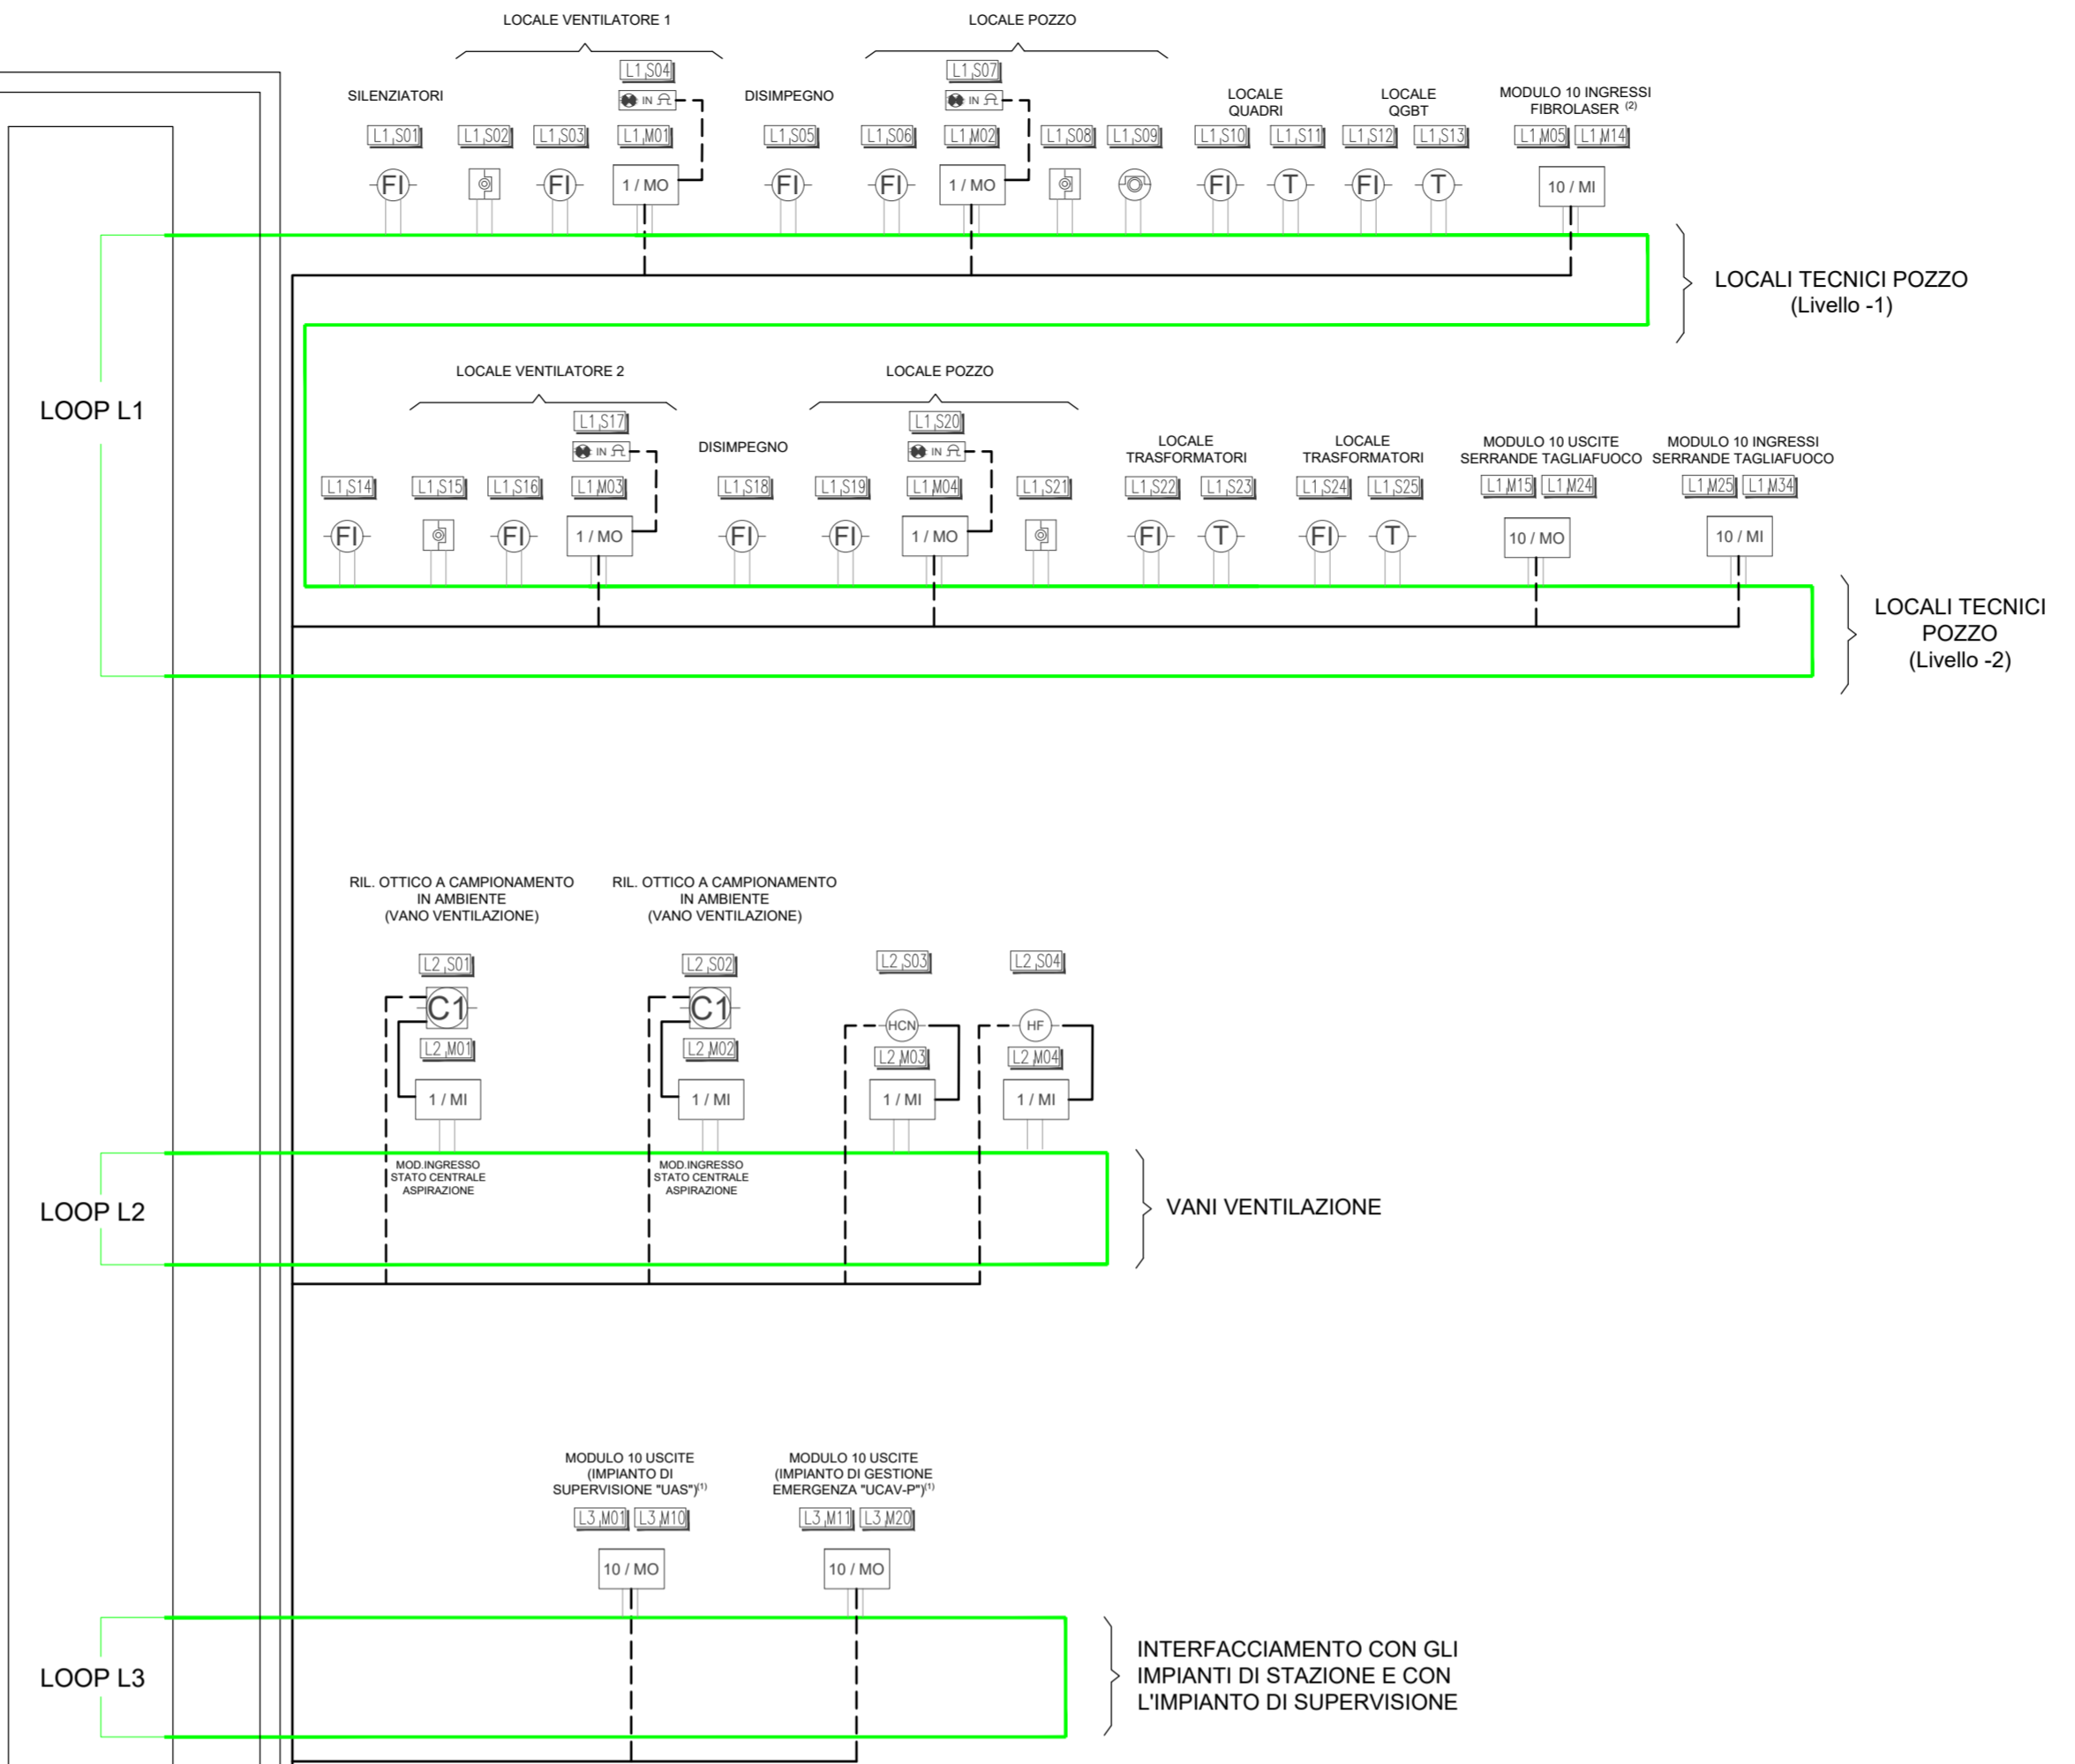 LOCALE VENTILATORE 1
LOCALE POZZO
L1,S04
L1,S07
IN
IN
SILENZIATORI
DISIMPEGNO
LOCALE
QUADRI
LOCALE
QGBT
MODULO 10 INGRESSI
FIBROLASER (2)
L1,S01 L1,S02 L1,S03 L1,M01 L1,S05 L1,S06 L1,M02 L1,S08 L1,S09 L1,S10 L1,S11 L1,S12 L1,S13 L1,M05 L1,M14
FI FI 1 / MO FI FI 1 / MO FI T FI T 10 / MI
LOCALI TECNICI POZZO
(Livello -1)
LOOP L1
LOCALE VENTILATORE 2
LOCALE POZZO
L1,S17
L1,S20
IN
IN
DISIMPEGNO
LOCALE
TRASFORMATORI
LOCALE
TRASFORMATORI
MODULO 10 USCITE
SERRANDE TAGLIAFUOCO
MODULO 10 INGRESSI
SERRANDE TAGLIAFUOCO
L1,S14 L1,S15 L1,S16 L1,M03 L1,S18 L1,S19 L1,M04 L1,S21 L1,S22 L1,S23 L1,S24 L1,S25 L1,M15 L1,M24 L1,M25 L1,M34
FI FI 1 / MO FI FI 1 / MO FI T FI T 10 / MO 10 / MI
LOCALI TECNICI
POZZO
(Livello -2)
RIL. OTTICO A CAMPIONAMENTO
IN AMBIENTE
(VANO VENTILAZIONE)
RIL. OTTICO A CAMPIONAMENTO
IN AMBIENTE
(VANO VENTILAZIONE)
L2,S01 L2,S02 L2,S03 L2,S04
C1 C1 HCN HF
L2,M01 L2,M02 L2,M03 L2,M04
1 / MI 1 / MI 1 / MI 1 / MI
MOD.INGRESSO
STATO CENTRALE
ASPIRAZIONE
MOD.INGRESSO
STATO CENTRALE
ASPIRAZIONE
LOOP L2
VANI VENTILAZIONE
MODULO 10 USCITE
(IMPIANTO DI
SUPERVISIONE "UAS")(1)
MODULO 10 USCITE
(IMPIANTO DI GESTIONE
EMERGENZA "UCAV-P")(1)
L3,M01 L3,M10 L3,M11 L3,M20
10 / MO 10 / MO
LOOP L3
INTERFACCIAMENTO CON GLI
IMPIANTI DI STAZIONE E CON
L'IMPIANTO DI SUPERVISIONE